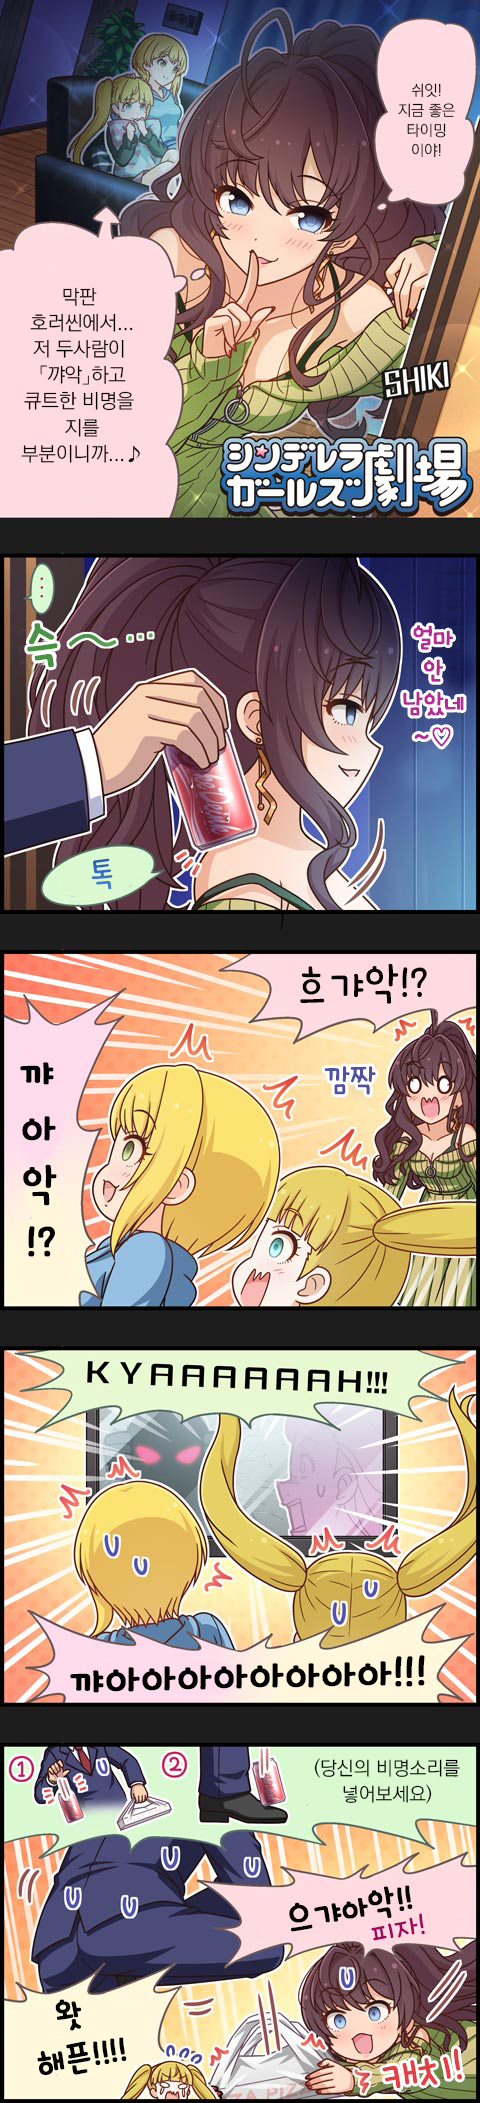 쉬잇!
지금 좋은
타이밍
이야!
막판
호러씬에서...
저 두사람이
「꺄악」하고
큐트한 비명을
지를
부분이니까...♪
SHIKI
シンデレラ
ガールズ劇場
...
슥~...
얼마
안
남았네
~♡
톡
흐갸악!?
깜짝
꺄
아
악
!?
KYAAAAAAAH!!!
꺄아아아아아아아아아!!!
① ②
(당신의 비명소리를
넣어보세요)
으갸아악!!
피자!
왓
해픈!!!!
캐치!